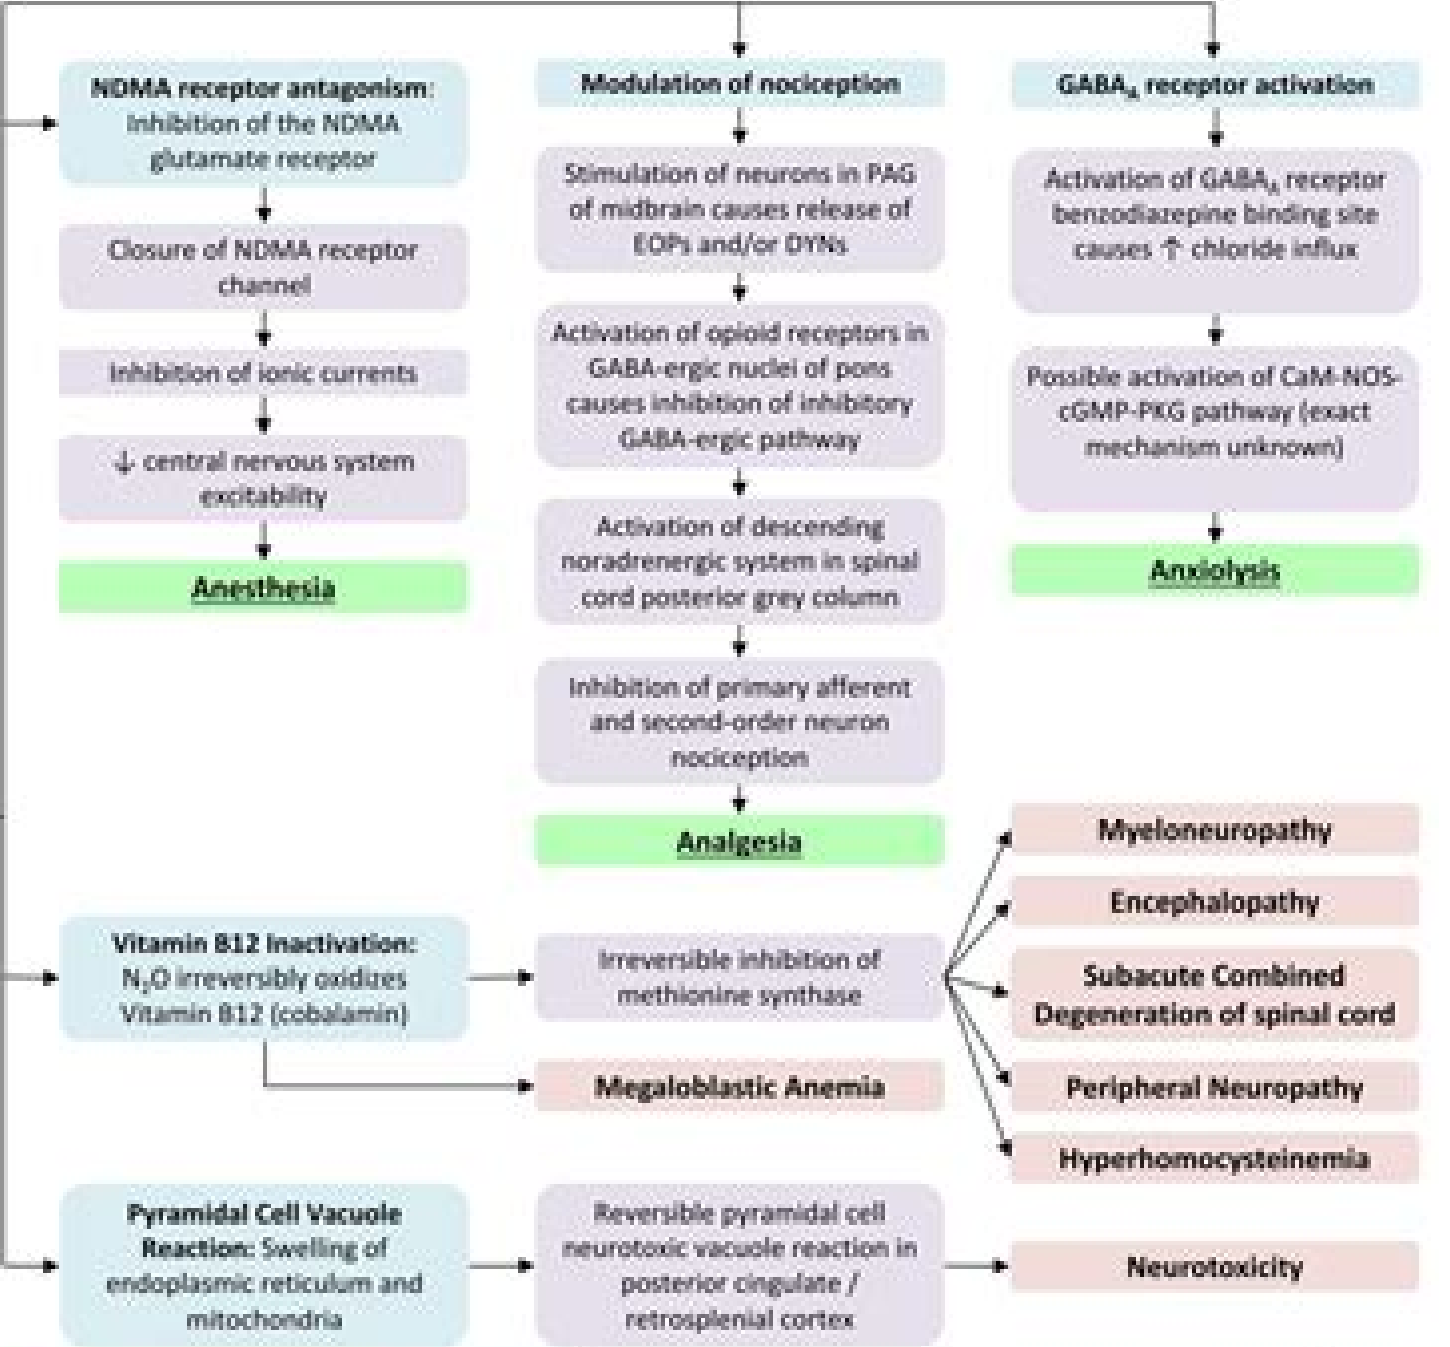 NDMA receptor antagonism:
Inhibition of the NDMA
glutamate receptor
Closure of NDMA receptor
channel
Inhibition of ionic currents
↓ central nervous system
excitability
Anesthesia
Modulation of nociception
Stimulation of neurons in PAG
of midbrain causes release of
EOPs and/or DYNs
Activation of opioid receptors in
GABA-ergic nuclei of pons
causes inhibition of inhibitory
GABA-ergic pathway
Activation of descending
noradrenergic system in spinal
cord posterior grey column
Inhibition of primary afferent
and second-order neuron
nociception
Analgesia
GABAA receptor activation
Activation of GABAA receptor
benzodiazepine binding site
causes ↑ chloride influx
Possible activation of CaM-NOS-
cGMP-PKG pathway (exact
mechanism unknown)
Anxiolysis
Vitamin B12 Inactivation:
N₂O irreversibly oxidizes
Vitamin B12 (cobalamin)
Irreversible inhibition of
methionine synthase
Megaloblastic Anemia
Myeloneuropathy
Encephalopathy
Subacute Combined
Degeneration of spinal cord
Peripheral Neuropathy
Hyperhomocysteinemia
Pyramidal Cell Vacuole
Reaction: Swelling of
endoplasmic reticulum and
mitochondria
Reversible pyramidal cell
neurotoxic vacuole reaction in
posterior cingulate /
retrosplenial cortex
Neurotoxicity